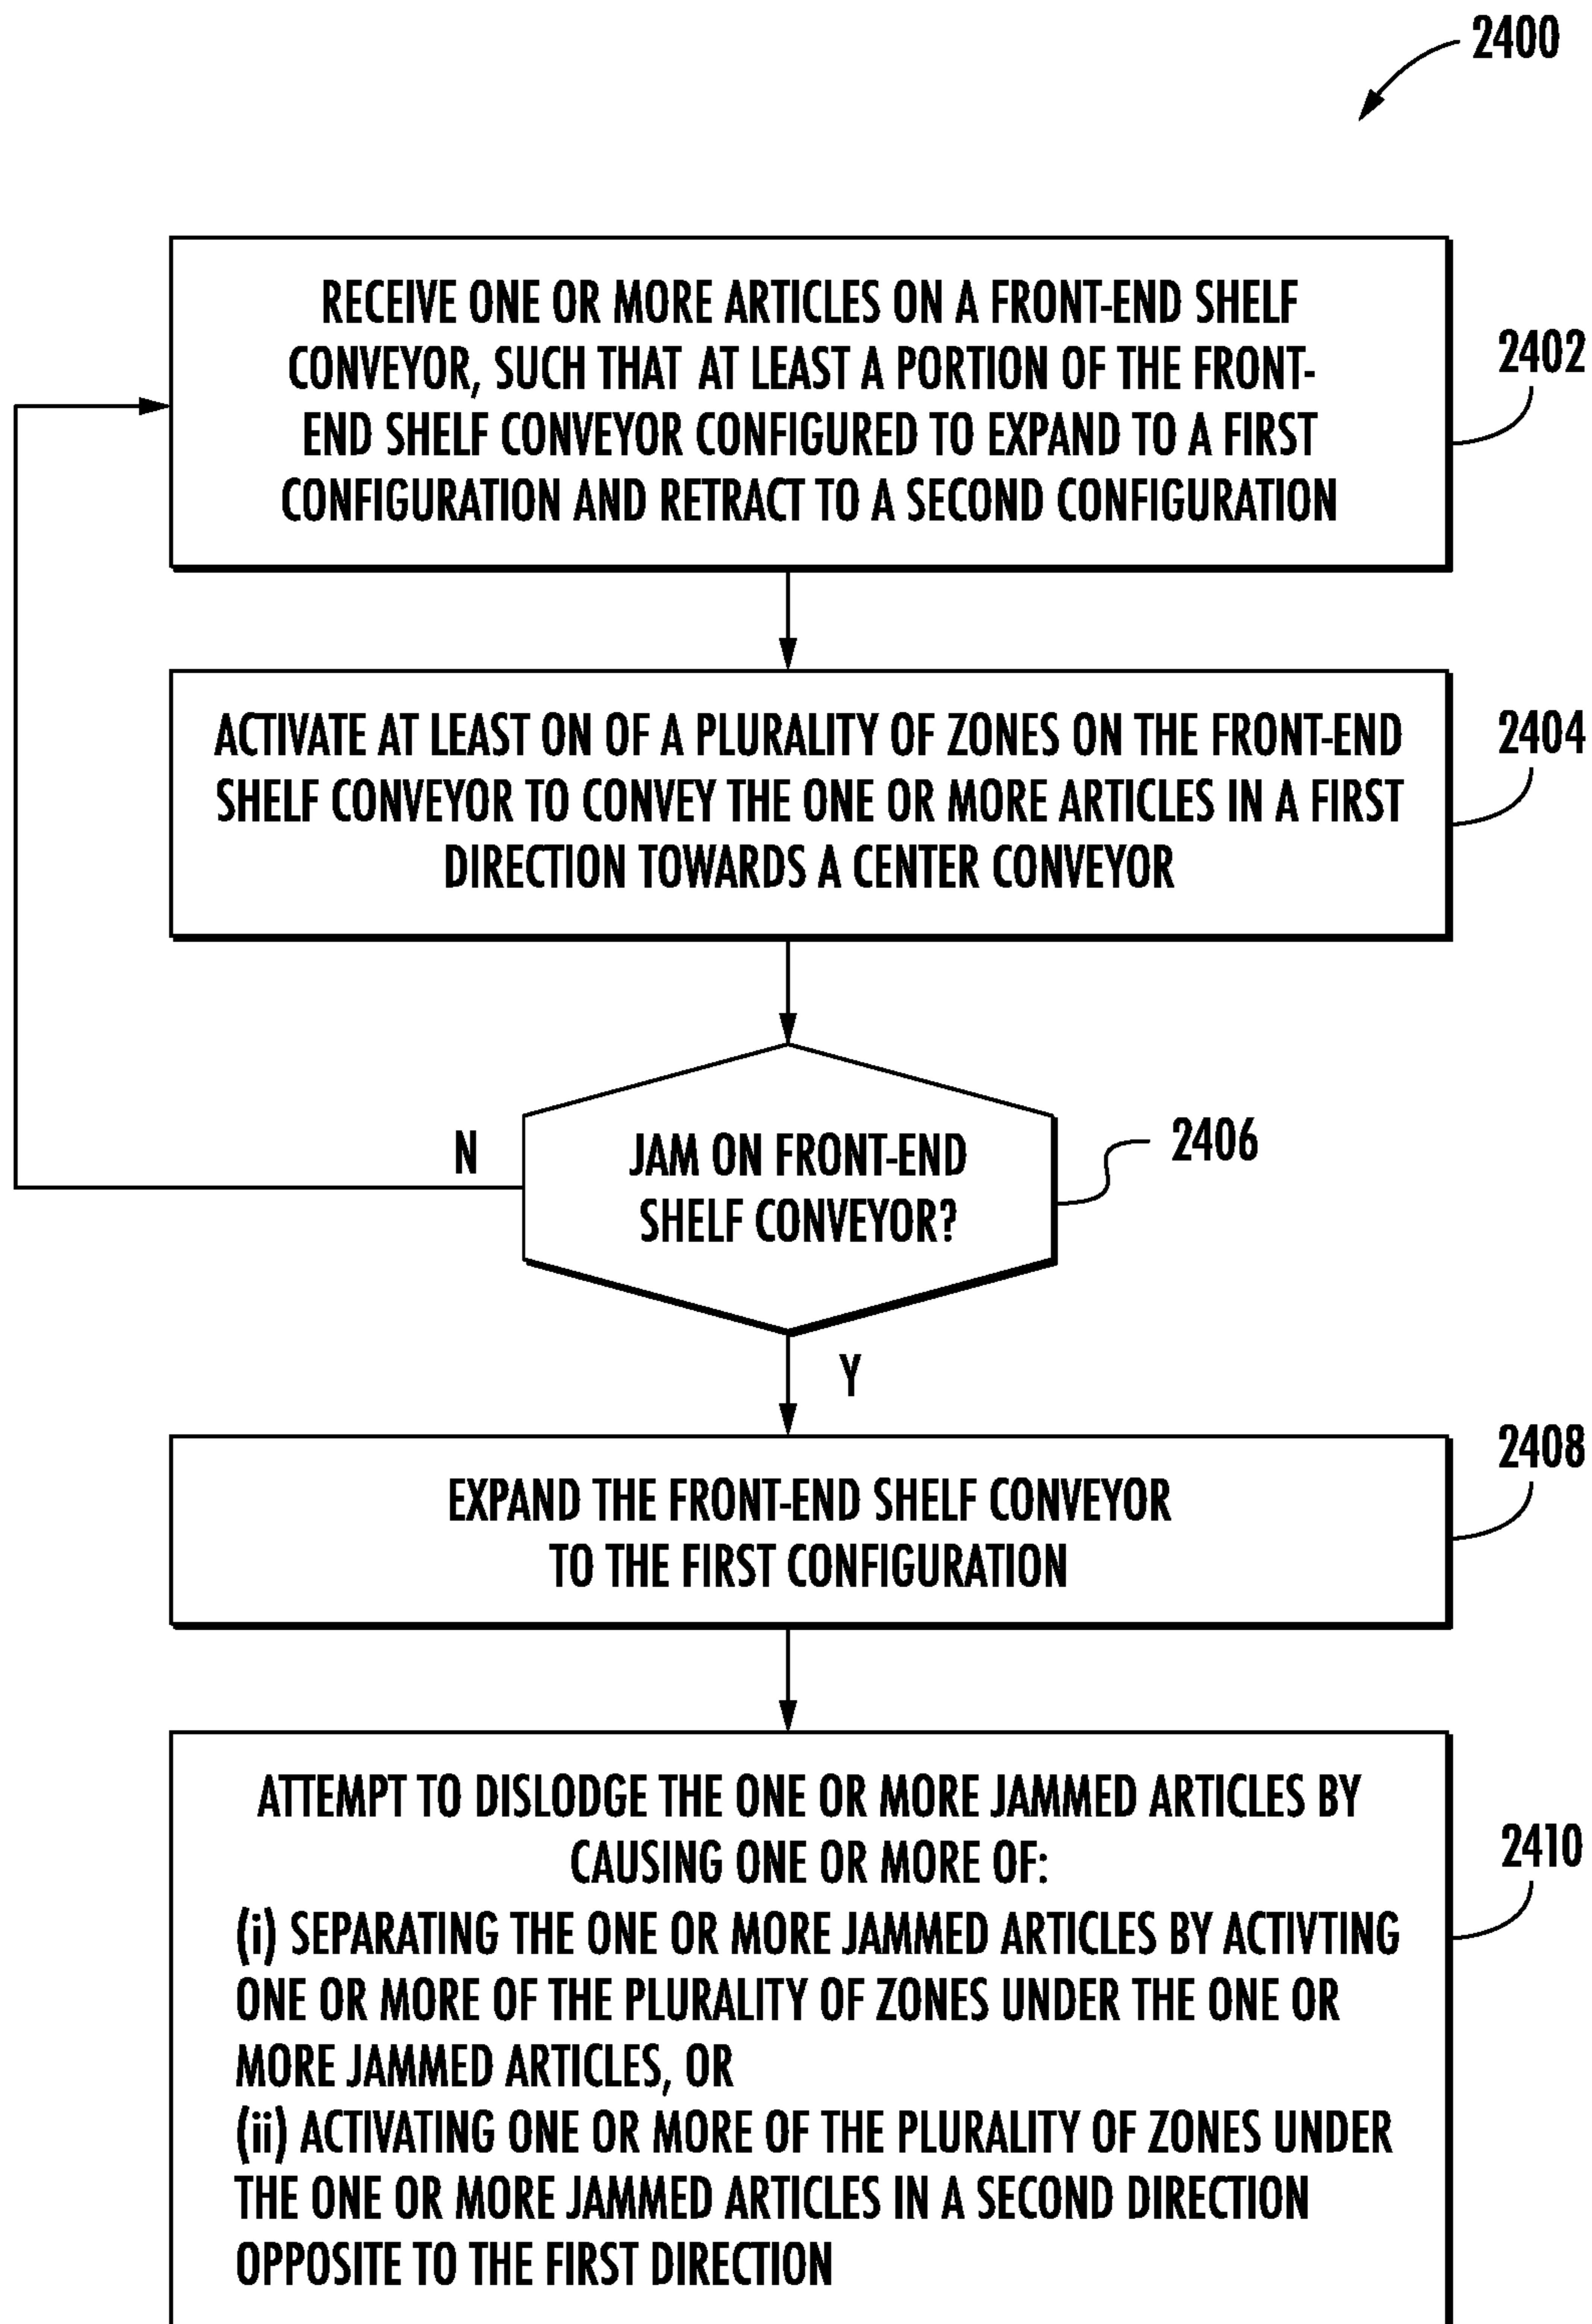 2400
RECEIVE ONE OR MORE ARTICLES ON A FRONT-END SHELF
CONVEYOR, SUCH THAT AT LEAST A PORTION OF THE FRONT-
END SHELF CONVEYOR CONFIGURED TO EXPAND TO A FIRST
CONFIGURATION AND RETRACT TO A SECOND CONFIGURATION
2402
ACTIVATE AT LEAST ON OF A PLURALITY OF ZONES ON THE FRONT-END
SHELF CONVEYOR TO CONVEY THE ONE OR MORE ARTICLES IN A FIRST
DIRECTION TOWARDS A CENTER CONVEYOR
2404
JAM ON FRONT-END
SHELF CONVEYOR?
2406
N
Y
EXPAND THE FRONT-END SHELF CONVEYOR
TO THE FIRST CONFIGURATION
2408
ATTEMPT TO DISLODGE THE ONE OR MORE JAMMED ARTICLES BY
CAUSING ONE OR MORE OF:
(i) SEPARATING THE ONE OR MORE JAMMED ARTICLES BY ACTIVTING
ONE OR MORE OF THE PLURALITY OF ZONES UNDER THE ONE OR
MORE JAMMED ARTICLES, OR
(ii) ACTIVATING ONE OR MORE OF THE PLURALITY OF ZONES UNDER
THE ONE OR MORE JAMMED ARTICLES IN A SECOND DIRECTION
OPPOSITE TO THE FIRST DIRECTION
2410